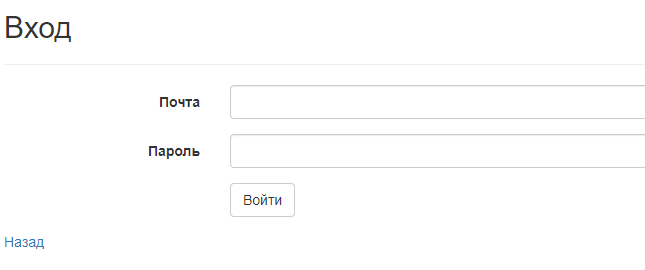 Вход
Почта
Пароль
Войти
Назад